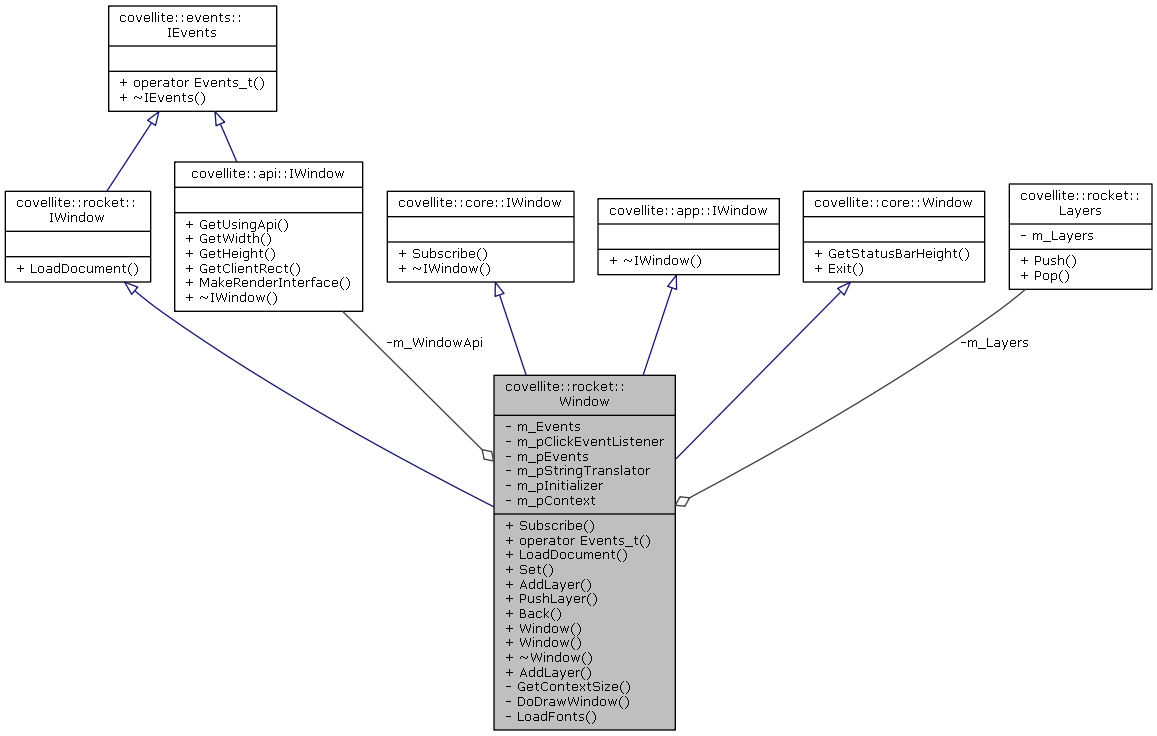 covellite::events::
IEvents
+ operator Events_t()
+ ~IEvents()
covellite::rocket::
IWindow
+ LoadDocument()
covellite::api::IWindow
+ GetUsingApi()
+ GetWidth()
+ GetHeight()
+ GetClientRect()
+ MakeRenderInterface()
+ ~IWindow()
covellite::core::IWindow
+ Subscribe()
+ ~IWindow()
covellite::app::IWindow
+ ~IWindow()
covellite::core::Window
+ GetStatusBarHeight()
+ Exit()
covellite::rocket::
Layers
- m_Layers
+ Push()
+ Pop()
-m_WindowApi
-m_Layers
covellite::rocket::
Window
- m_Events
- m_pClickEventListener
- m_pEvents
- m_pStringTranslator
- m_pInitializer
- m_pContext
+ Subscribe()
+ operator Events_t()
+ LoadDocument()
+ Set()
+ AddLayer()
+ PushLayer()
+ Back()
+ Window()
+ Window()
+ ~Window()
+ AddLayer()
- GetContextSize()
- DoDrawWindow()
- LoadFonts()